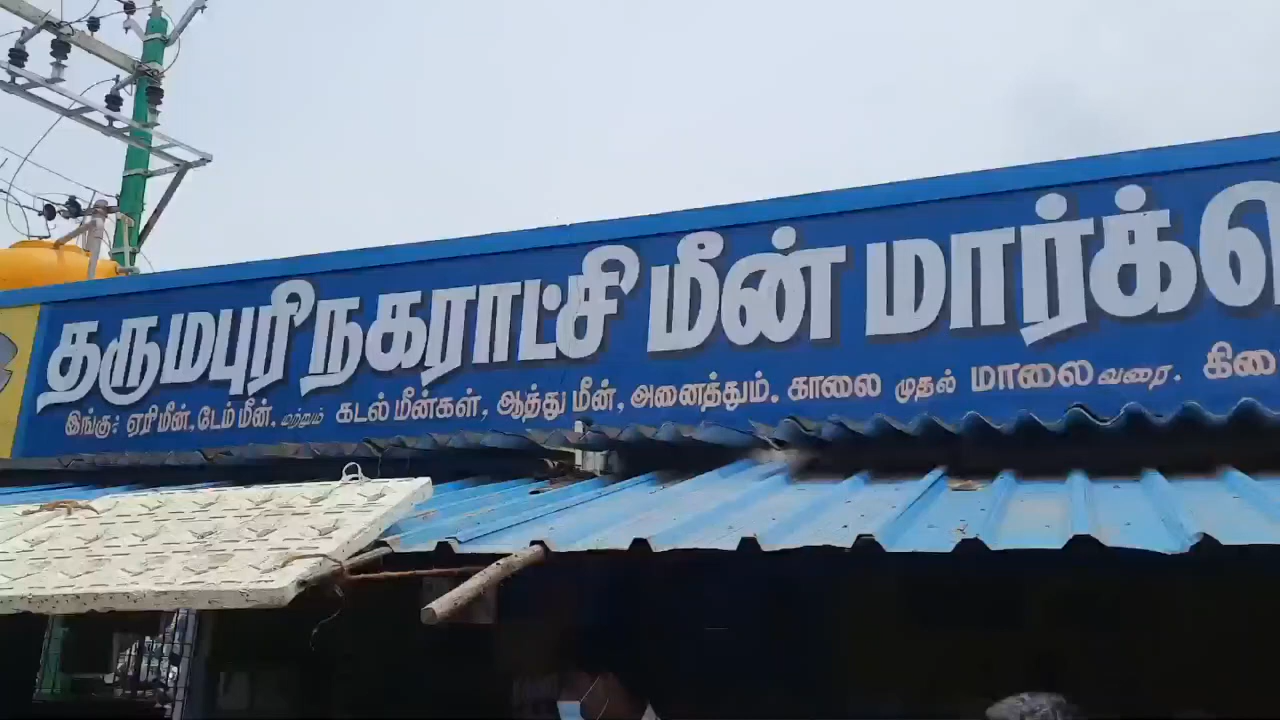 தருமபுரி நகராட்சி மீன் மார்க்
இங்கு: ஏரி மீன், டேம் மீன், மற்றும் கடல் மீன்கள், ஆத்து மீன், அனைத்தும். காலை முதல் மாலை வரை. கிடை